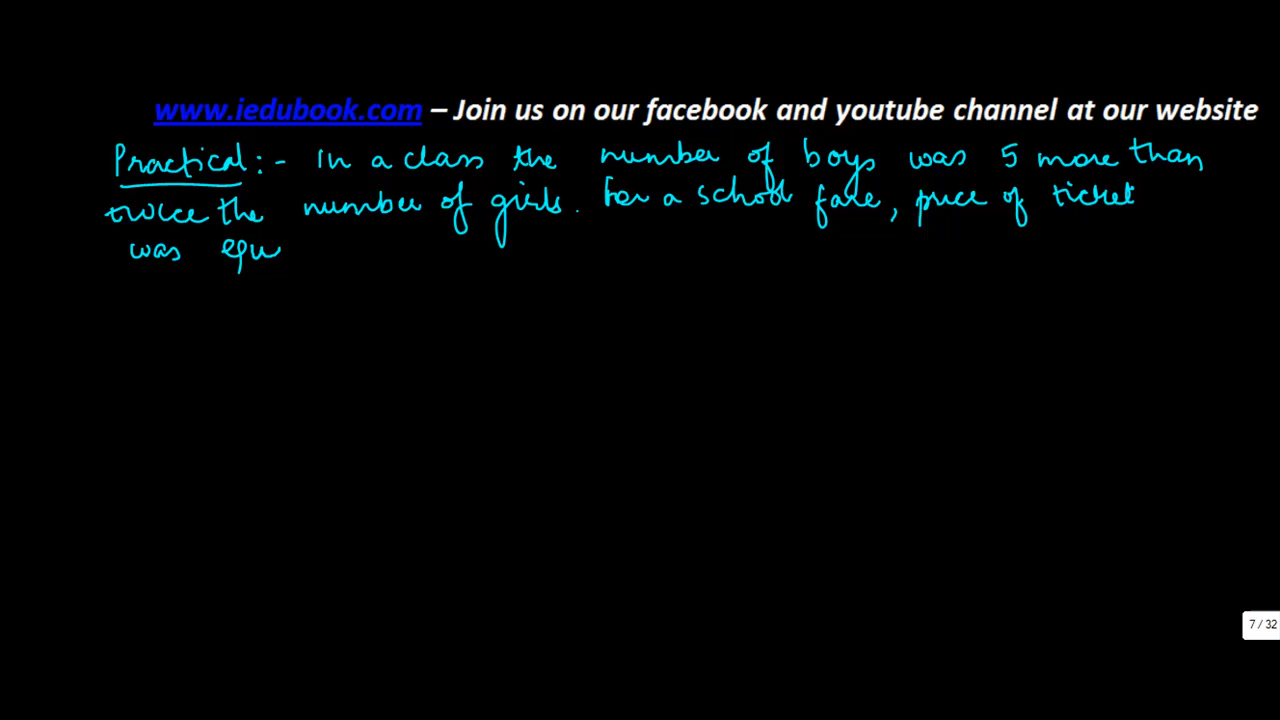 www.iedubook.com – Join us on our facebook and youtube channel at our website
Practical :- In a class the number of boys was 5 more than
twice the number of girls. For a school fare, price of ticket
was equ
7 / 32